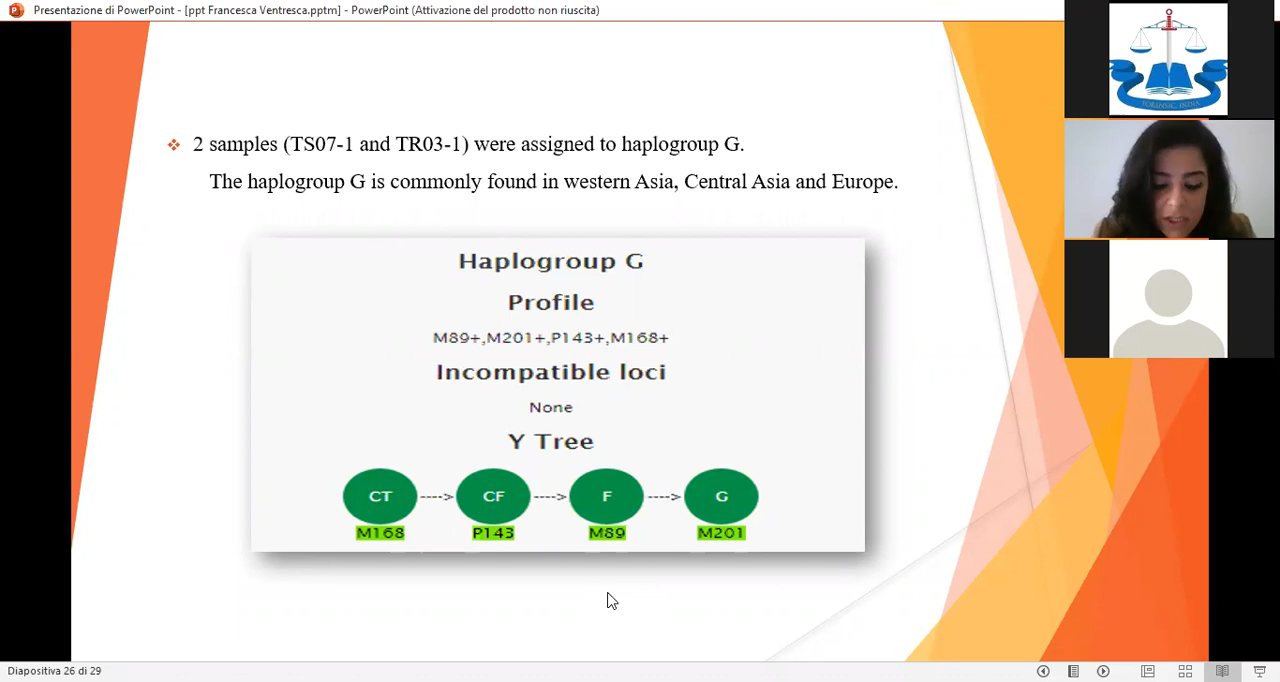 Presentazione di PowerPoint - [ppt Francesca Ventresca.pptm] - PowerPoint (Attivazione del prodotto non riuscita)
❖ 2 samples (TS07-1 and TR03-1) were assigned to haplogroup G.
The haplogroup G is commonly found in western Asia, Central Asia and Europe.
Haplogroup G
Profile
M89+,M201+,P143+,M168+
Incompatible loci
None
Y Tree
CT ----> CF ----> F ----> G
M168 P143 M89 M201
Diapositiva 26 di 29